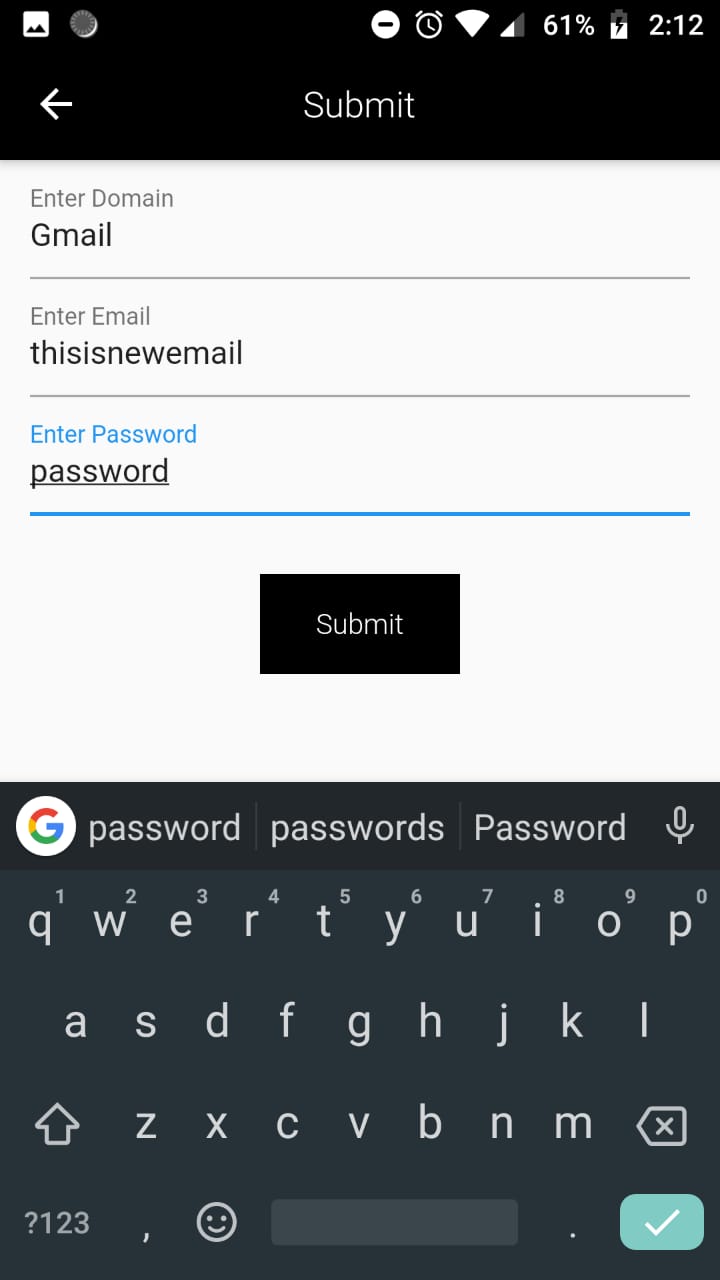 61% 2:12
Submit
Enter Domain
Gmail
Enter Email
thisisnewemail
Enter Password
password
Submit
G password passwords Password
1 2 3 4 5 6 7 8 9 0
q w e r t y u i o p
a s d f g h j k l
z x c v b n m
?123 , .